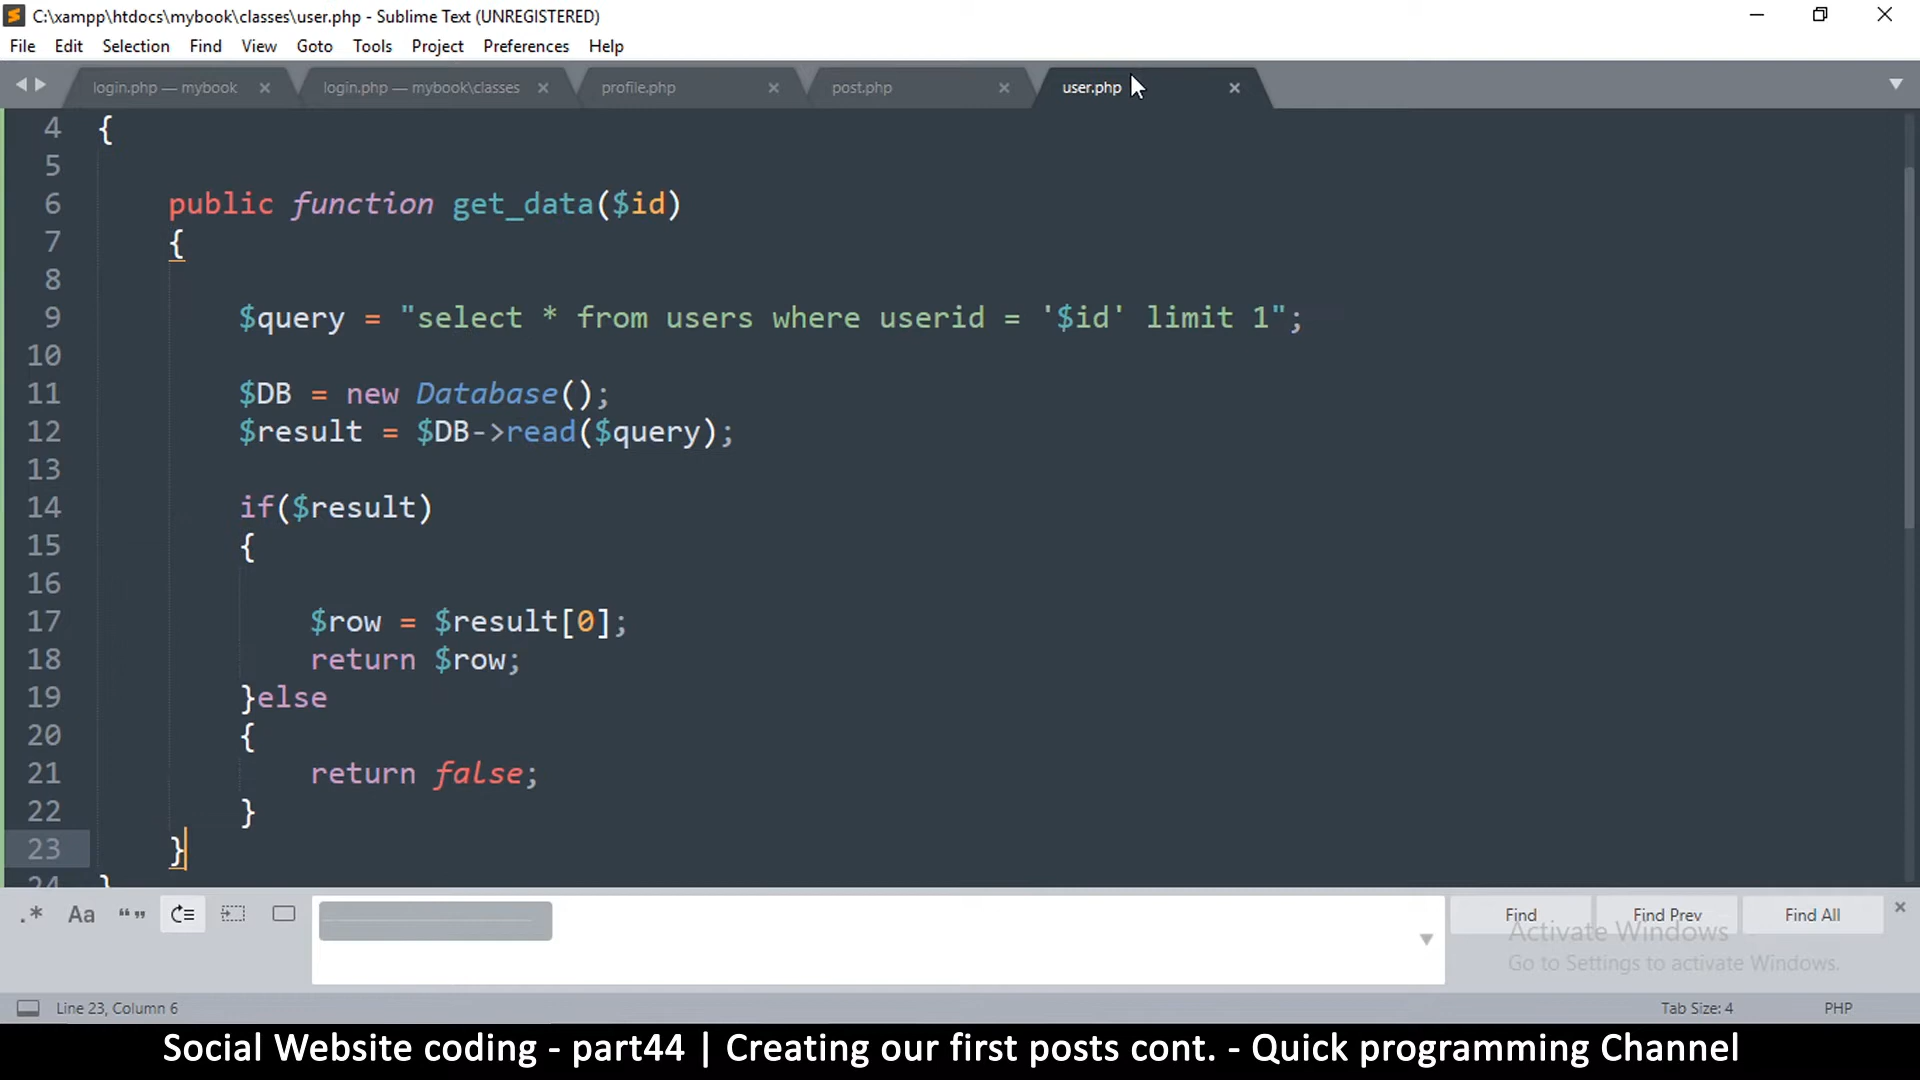 C:\xampp\htdocs\mybook\classes\user.php - Sublime Text (UNREGISTERED)
File Edit Selection Find View Goto Tools Project Preferences Help
login.php — mybook × login.php — mybook\classes × profile.php × post.php × user.php ×
4 {
5
6 public function get_data($id)
7 {
8
9 $query = "select * from users where userid = '$id' limit 1";
10
11 $DB = new Database();
12 $result = $DB->read($query);
13
14 if($result)
15 {
16
17 $row = $result[0];
18 return $row;
19 }else
20 {
21 return false;
22 }
23 }
24 }
.* Aa “” Find Find Prev Find All ×
Activate Windows
Go to Settings to activate Windows.
Line 23, Column 6 Tab Size: 4 PHP
Social Website coding - part44 | Creating our first posts cont. - Quick programming Channel